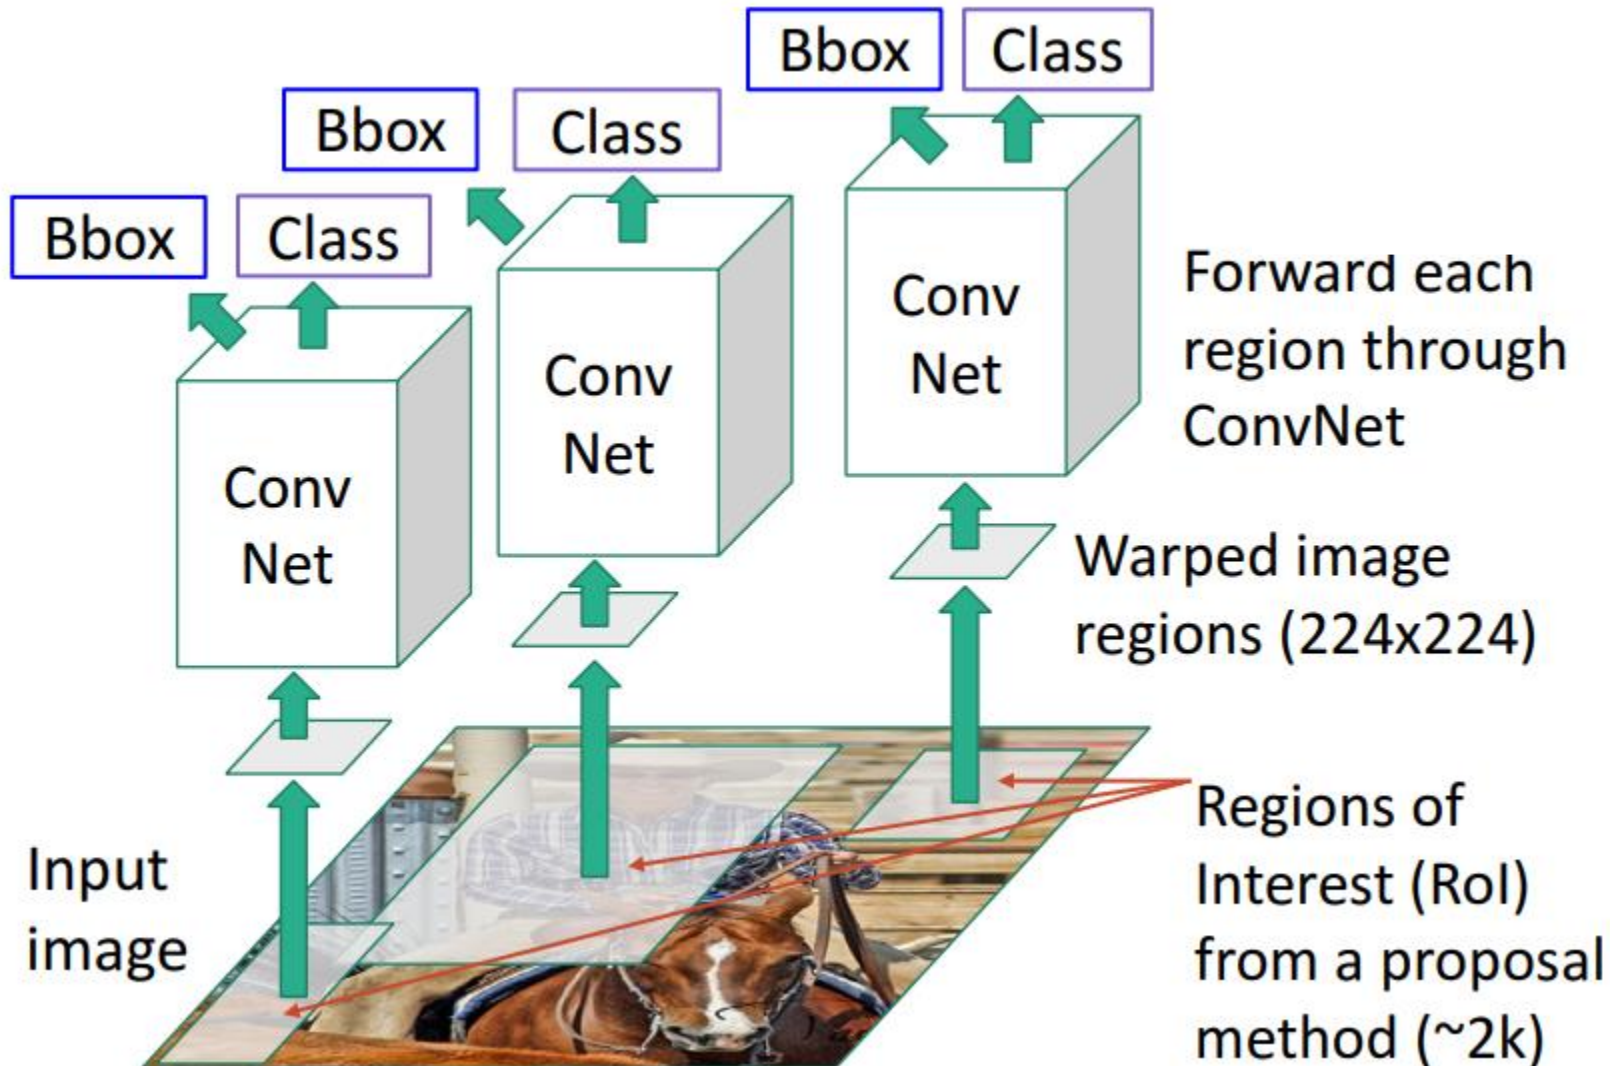 Bbox
Class
Bbox
Class
Bbox
Class
Conv
Net
Conv
Net
Conv
Net
Forward each
region through
ConvNet
Warped image
regions (224x224)
Input
image
Regions of
Interest (RoI)
from a proposal
method (~2k)